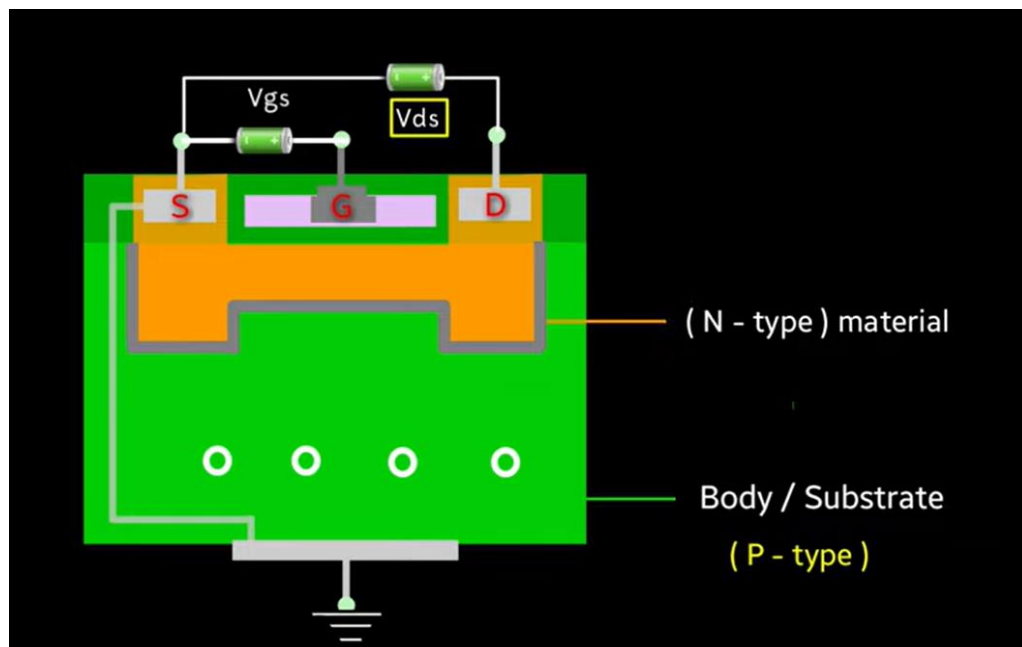 Vgs
Vds
S
G
D
( N - type ) material
Body / Substrate
( P - type )